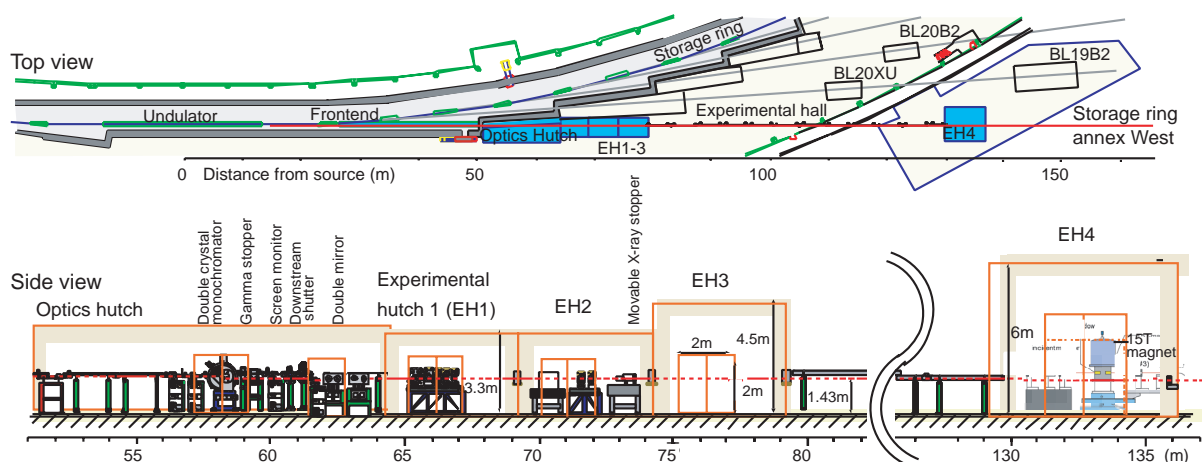 Top view
Storage ring
BL20B2
BL19B2
BL20XU
Undulator
Frontend
Experimental hall
Optics Hutch
EH1-3
EH4
Storage ring
annex West
0 Distance from source (m) 50 100 150
Side view
Optics hutch
Double crystal
monochromator
Gamma stopper
Screen monitor
Downstream
shutter
Double mirror
Experimental
hutch 1 (EH1)
EH2
Movable X-ray stopper
EH3
EH4
3.3m
2m
2m
4.5m
1.43m
6m
15T
magnet
55 60 65 70 75 80 130 135 (m)